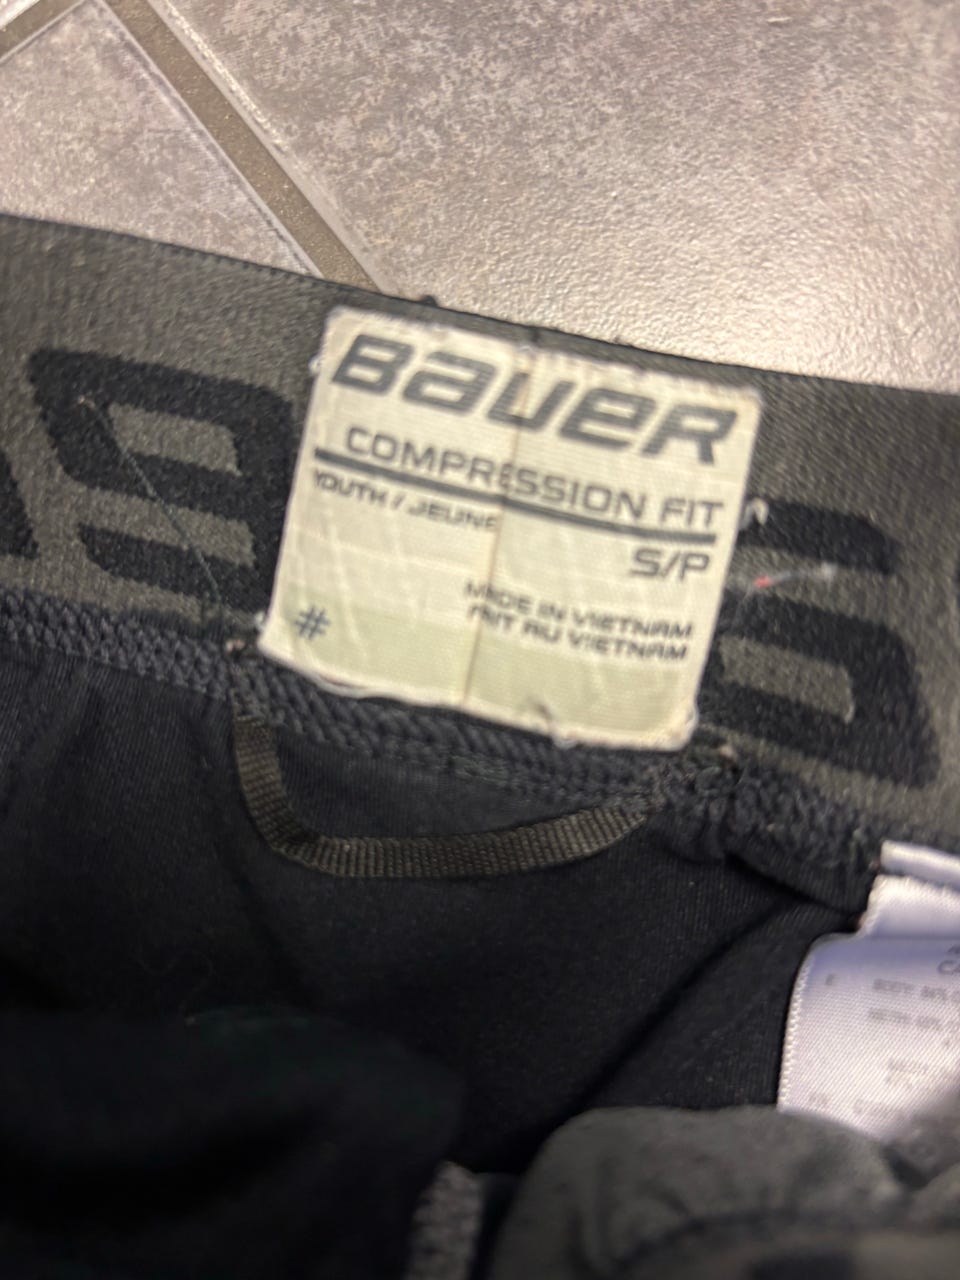 BAUER
COMPRESSION FIT
YOUTH / JEUNE
S/P
MADE IN VIETNAM
FAIT AU VIETNAM
#